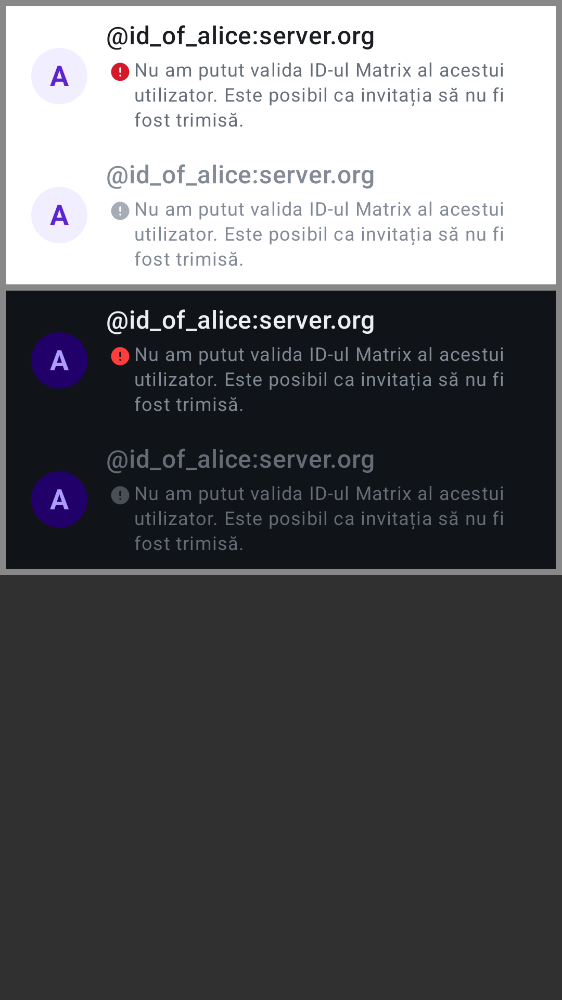 @id_of_alice:server.org
A
Nu am putut valida ID-ul Matrix al acestui
utilizator. Este posibil ca invitația să nu fi
fost trimisă.
@id_of_alice:server.org
A
Nu am putut valida ID-ul Matrix al acestui
utilizator. Este posibil ca invitația să nu fi
fost trimisă.
@id_of_alice:server.org
A
Nu am putut valida ID-ul Matrix al acestui
utilizator. Este posibil ca invitația să nu fi
fost trimisă.
@id_of_alice:server.org
A
Nu am putut valida ID-ul Matrix al acestui
utilizator. Este posibil ca invitația să nu fi
fost trimisă.